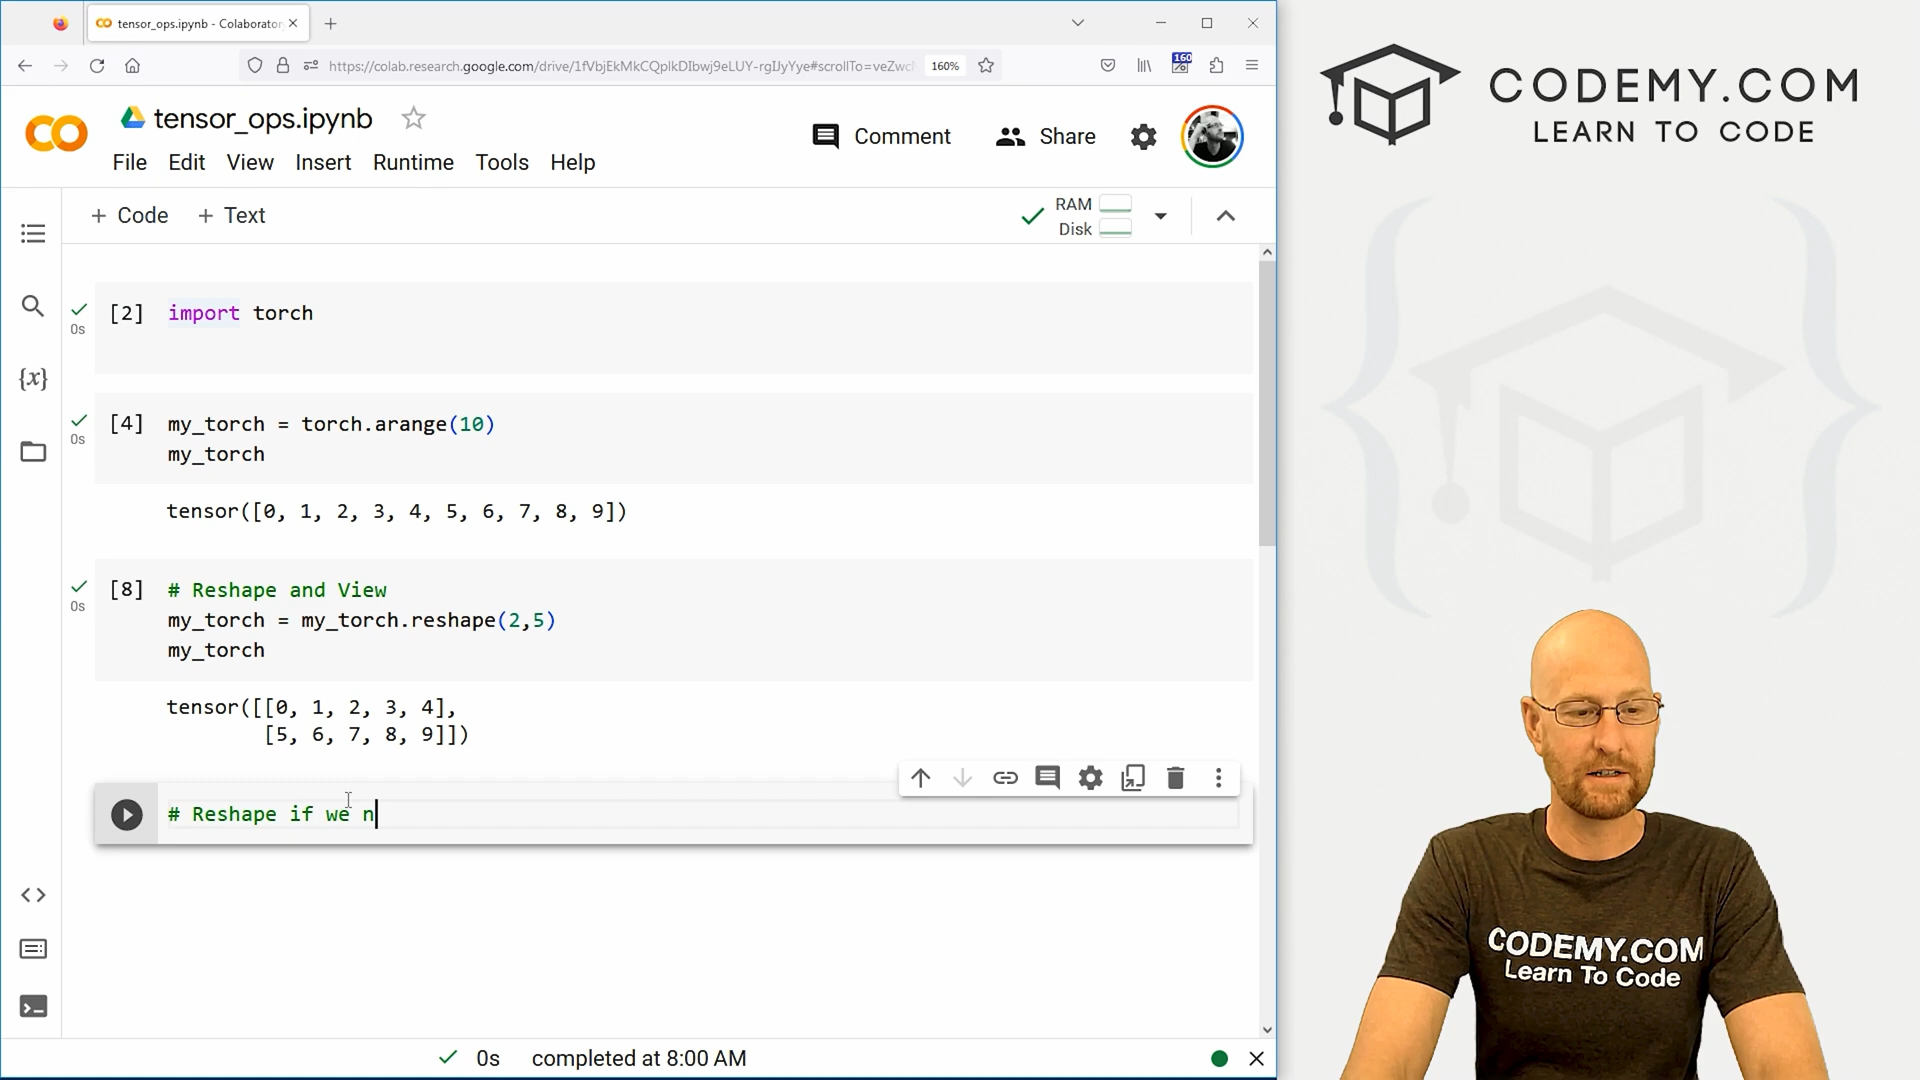 tensor_ops.ipynb - Colaborator
https://colab.research.google.com/drive/1fVbjEkMkCQplkDIbwj9eLUY-rgIJyYye#scrollTo=veZwc
160%
160
tensor_ops.ipynb
Comment
Share
File Edit View Insert Runtime Tools Help
+ Code + Text
RAM
Disk
[2] import torch
0s
[4] my_torch = torch.arange(10)
0s
my_torch
tensor([0, 1, 2, 3, 4, 5, 6, 7, 8, 9])
[8] # Reshape and View
0s
my_torch = my_torch.reshape(2,5)
my_torch
tensor([[0, 1, 2, 3, 4],
[5, 6, 7, 8, 9]])
# Reshape if we n
0s completed at 8:00 AM
CODEMY.COM
LEARN TO CODE
CODEMY.COM
Learn To Code